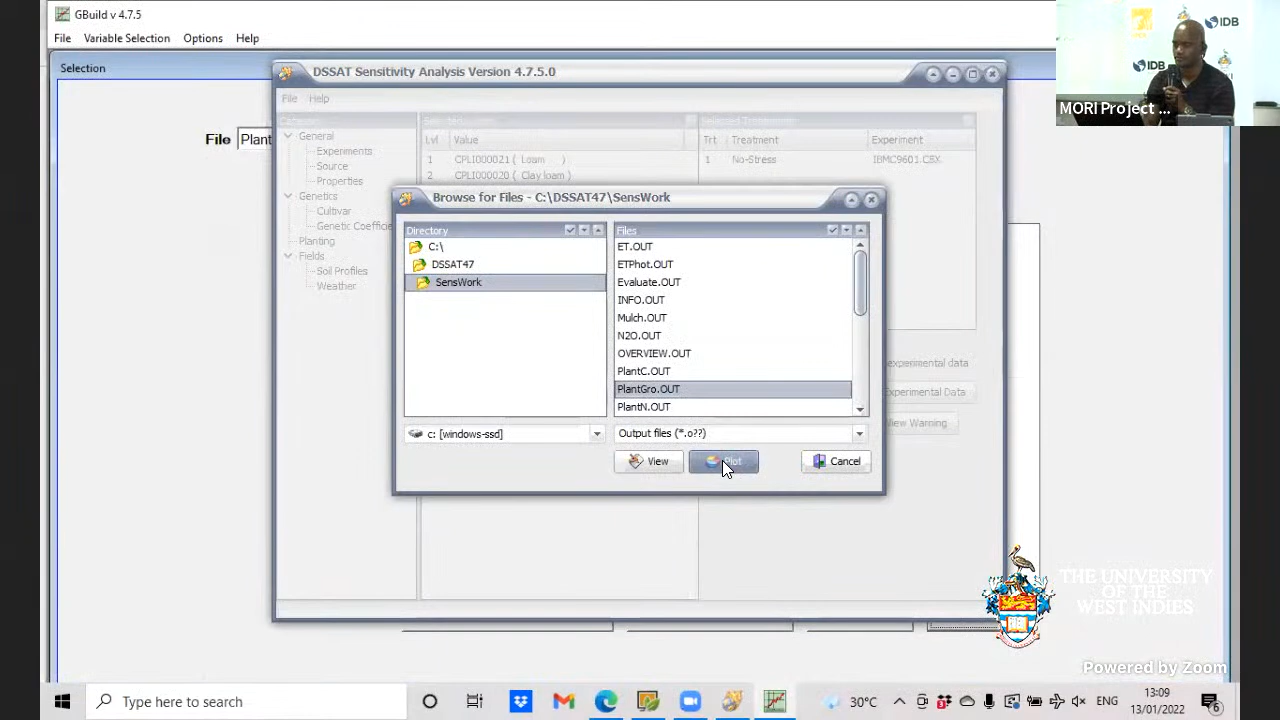 GBuild v 4.7.5
File Variable Selection Options Help
Selection
File Plant
DSSAT Sensitivity Analysis Version 4.7.5.0
File Help
General
Experiments
Source
Properties
Genetics
Cultivar
Genetic Coefficie
Planting
Fields
Soil Profiles
Weather
Lvl Value
1 CPLI000021 ( Loam )
2 CPLI000020 ( Clay loam )
Trt Treatment Experiment
1 No-Stress IBMC9601.CSX
experimental data
Experimental Data
View Warning
Browse for Files - C:\DSSAT47\SensWork
Directory
C:\
DSSAT47
SensWork
c: [windows-ssd]
Files
ET.OUT
ETPhot.OUT
Evaluate.OUT
INFO.OUT
Mulch.OUT
N2O.OUT
OVERVIEW.OUT
PlantC.OUT
PlantGro.OUT
PlantN.OUT
Output files (*.o??)
View Plot Cancel
IDB
IDB
MORI Project ...
THE UNIVERSITY
OF THE
WEST INDIES
Powered by Zoom
Type here to search
30°C
ENG
13:09
13/01/2022
6